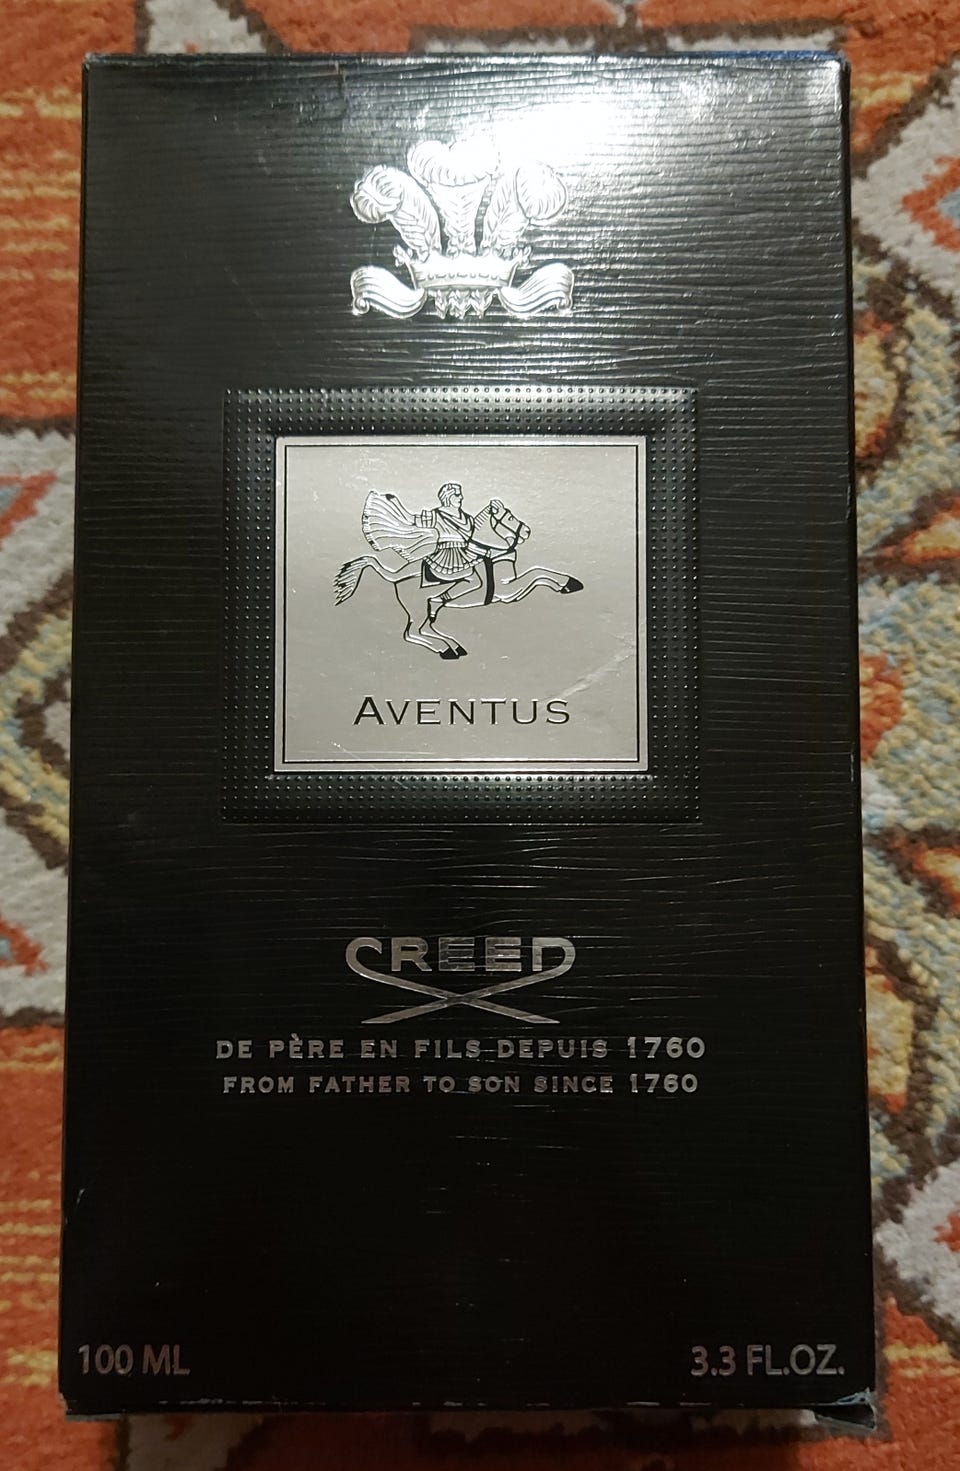 AVENTUS
CREED
DE PÈRE EN FILS DEPUIS 1760
FROM FATHER TO SON SINCE 1760
100 ML
3.3 FL.OZ.